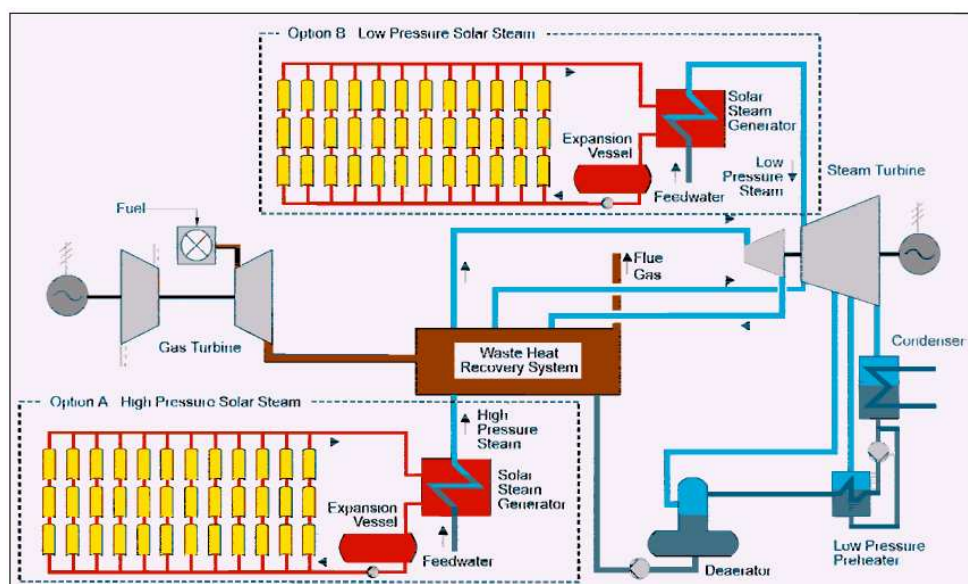 Option B Low Pressure Solar Steam
Solar
Steam
Generator
Expansion
Vessel
Feedwater
Low
Pressure
Steam
Steam Turbine
Fuel
Flue
Gas
Gas Turbine
Waste Heat
Recovery System
Condenser
Option A High Pressure Solar Steam
High
Pressure
Steam
Solar
Steam
Generator
Expansion
Vessel
Feedwater
Deaerator
Low Pressure
Preheater